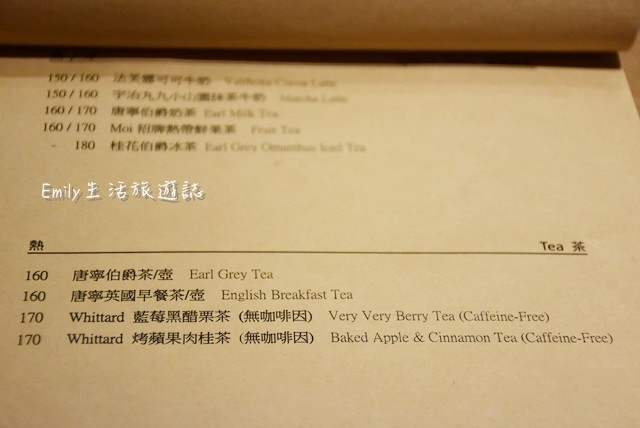 150 / 160 法芙娜可可牛奶 Valrhona Cocoa Latte
150 / 160 宇治丸久小山園抹茶牛奶 Matcha Latte
160 / 170 唐寧伯爵奶茶 Earl Milk Tea
160 / 170 Moi 招牌熱帶鮮果茶 Fruit Tea
- 180 桂花伯爵冰茶 Earl Grey Omanthus Iced Tea
Emily生活旅遊誌
熱 Tea 茶
160 唐寧伯爵茶/壺 Earl Grey Tea
160 唐寧英國早餐茶/壺 English Breakfast Tea
170 Whittard 藍莓黑醋栗茶 (無咖啡因) Very Very Berry Tea (Caffeine-Free)
170 Whittard 烤蘋果肉桂茶 (無咖啡因) Baked Apple & Cinnamon Tea (Caffeine-Free)